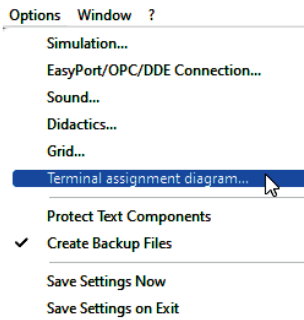 Options Window ?
Simulation...
EasyPort/OPC/DDE Connection...
Sound...
Didactics...
Grid...
Terminal assignment diagram...
Protect Text Components
Create Backup Files
Save Settings Now
Save Settings on Exit